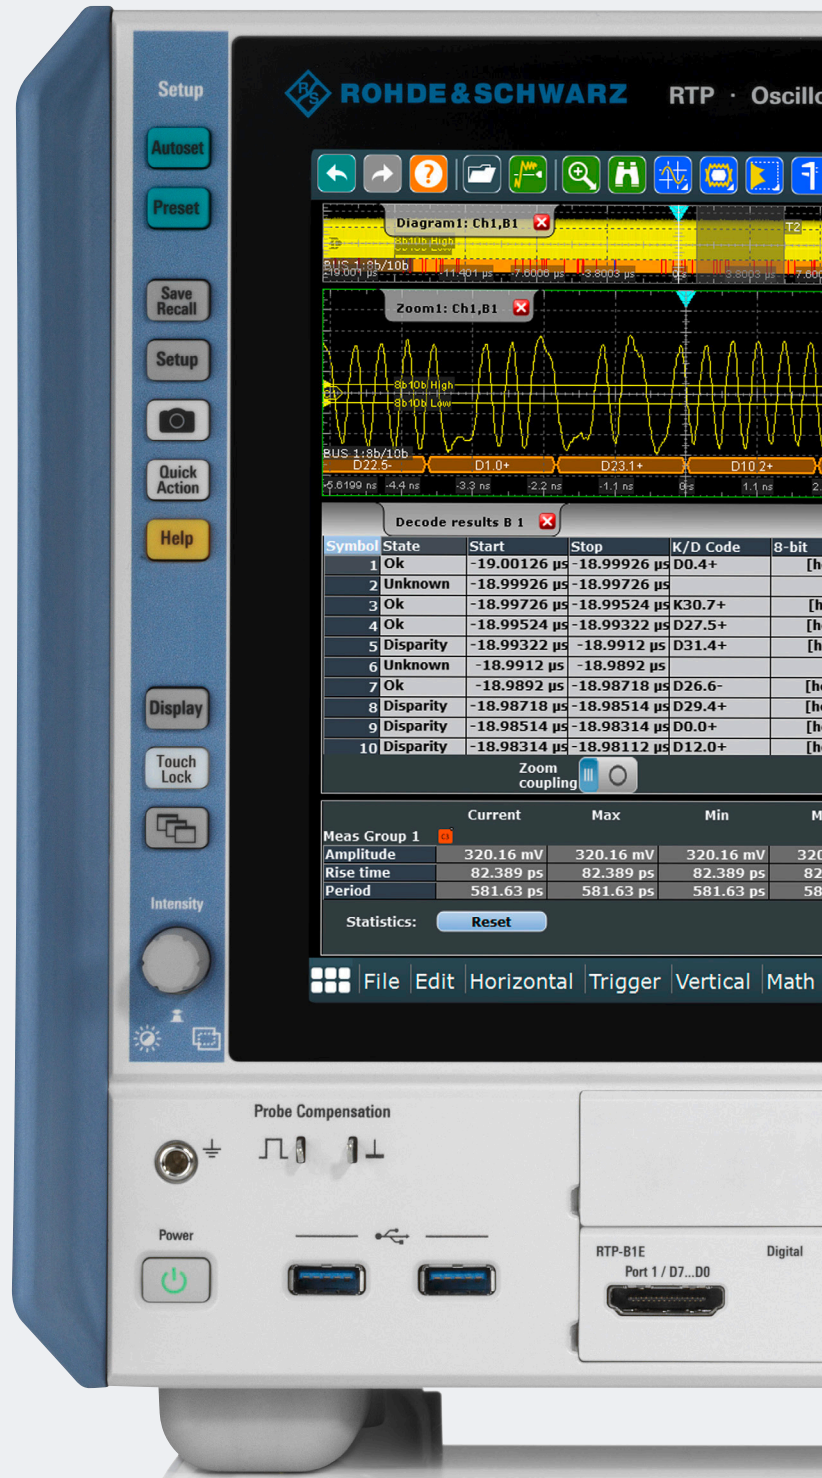 Setup
Autoset
Preset
Save
Recall
Setup
Quick
Action
Help
Display
Touch
Lock
Intensity
R&S ROHDE&SCHWARZ RTP · Oscillo
Diagram1: Ch1,B1
8b10b High
T2
BUS 1:8b/10b
-19.001 µs -11.401 µs -7.6006 µs -3.8003 µs 0 s 3.8003 µs 7.600
Zoom1: Ch1,B1
8b10b High
8b10b Low
BUS 1:8b/10b
D22.5- D1.0+ D23.1+ D10.2+
-5.6199 ns -4.4 ns -3.3 ns -2.2 ns -1.1 ns 0 s 1.1 ns 2.
Decode results B 1
Symbol State Start Stop K/D Code 8-bit
1 Ok -19.00126 µs -18.99926 µs D0.4+ [h
2 Unknown -18.99926 µs -18.99726 µs
3 Ok -18.99726 µs -18.99524 µs K30.7+ [h
4 Ok -18.99524 µs -18.99322 µs D27.5+ [h
5 Disparity -18.99322 µs -18.9912 µs D31.4+ [h
6 Unknown -18.9912 µs -18.9892 µs
7 Ok -18.9892 µs -18.98718 µs D26.6- [h
8 Disparity -18.98718 µs -18.98514 µs D29.4+ [h
9 Disparity -18.98514 µs -18.98314 µs D0.0+ [h
10 Disparity -18.98314 µs -18.98112 µs D12.0+ [h
Zoom
coupling
Current Max Min M
Meas Group 1 C3
Amplitude 320.16 mV 320.16 mV 320.16 mV 320
Rise time 82.389 ps 82.389 ps 82.389 ps 82
Period 581.63 ps 581.63 ps 581.63 ps 58
Statistics: Reset
File Edit Horizontal Trigger Vertical Math
Probe Compensation
Power
RTP-B1E Digital
Port 1 / D7...D0